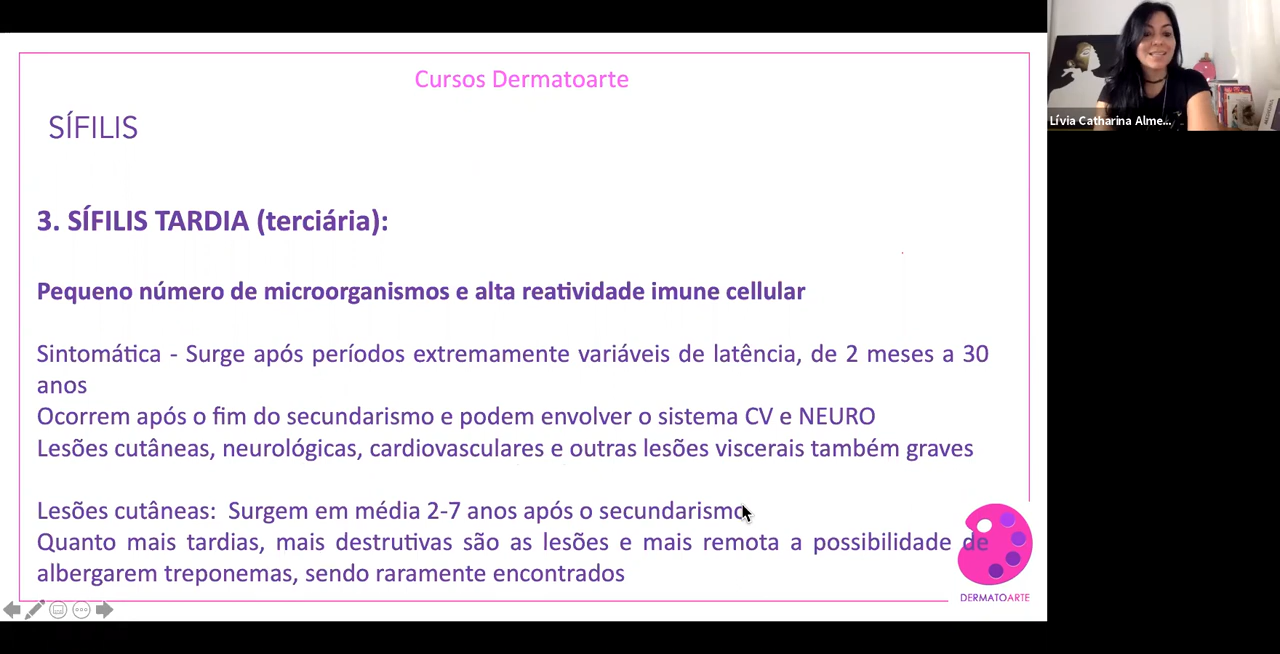 Cursos Dermatoarte
SÍFILIS
3. SÍFILIS TARDIA (terciária):
Pequeno número de microorganismos e alta reatividade imune cellular
Sintomática - Surge após períodos extremamente variáveis de latência, de 2 meses a 30
anos
Ocorrem após o fim do secundarismo e podem envolver o sistema CV e NEURO
Lesões cutâneas, neurológicas, cardiovasculares e outras lesões viscerais também graves
Lesões cutâneas: Surgem em média 2-7 anos após o secundarismo
Quanto mais tardias, mais destrutivas são as lesões e mais remota a possibilidade de
albergarem treponemas, sendo raramente encontrados
DERMATOARTE
Lívia Catharina Alme...